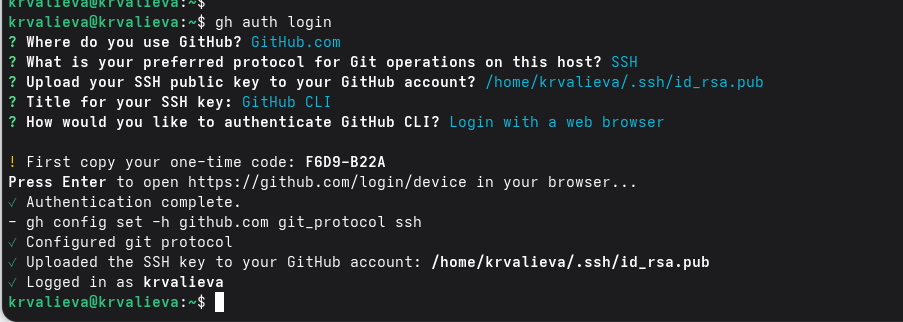 krvalieva@krvalieva:~$
krvalieva@krvalieva:~$ gh auth login
? Where do you use GitHub? GitHub.com
? What is your preferred protocol for Git operations on this host? SSH
? Upload your SSH public key to your GitHub account? /home/krvalieva/.ssh/id_rsa.pub
? Title for your SSH key: GitHub CLI
? How would you like to authenticate GitHub CLI? Login with a web browser
! First copy your one-time code: F6D9-B22A
Press Enter to open https://github.com/login/device in your browser...
✓ Authentication complete.
- gh config set -h github.com git_protocol ssh
✓ Configured git protocol
✓ Uploaded the SSH key to your GitHub account: /home/krvalieva/.ssh/id_rsa.pub
✓ Logged in as krvalieva
krvalieva@krvalieva:~$